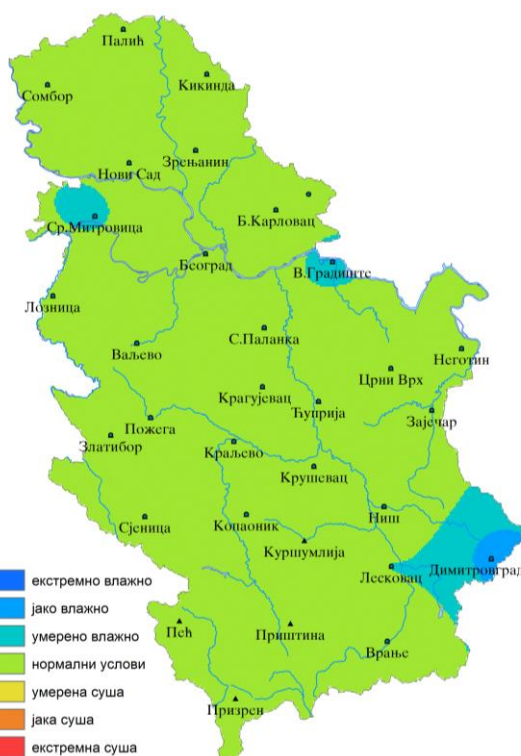 Палић
Кикинда
Сомбор
Зрењанин
Нови Сад
Б.Карловац
Ср.Митровица
Београд
В.Градиште
Лозница
С.Паланка
Ваљево
Неготин
Црни Врх
Крагујевац
Ћуприја
Зајечар
Пожега
Златибор
Краљево
Крушевац
Ниш
Сјеница
Копаоник
Куршумлија
Димитровград
Лесковац
екстремно влажно
јако влажно
умерено влажно
нормални услови
умерена суша
јака суша
екстремна суша
Пећ
Приштина
Врање
Призрен